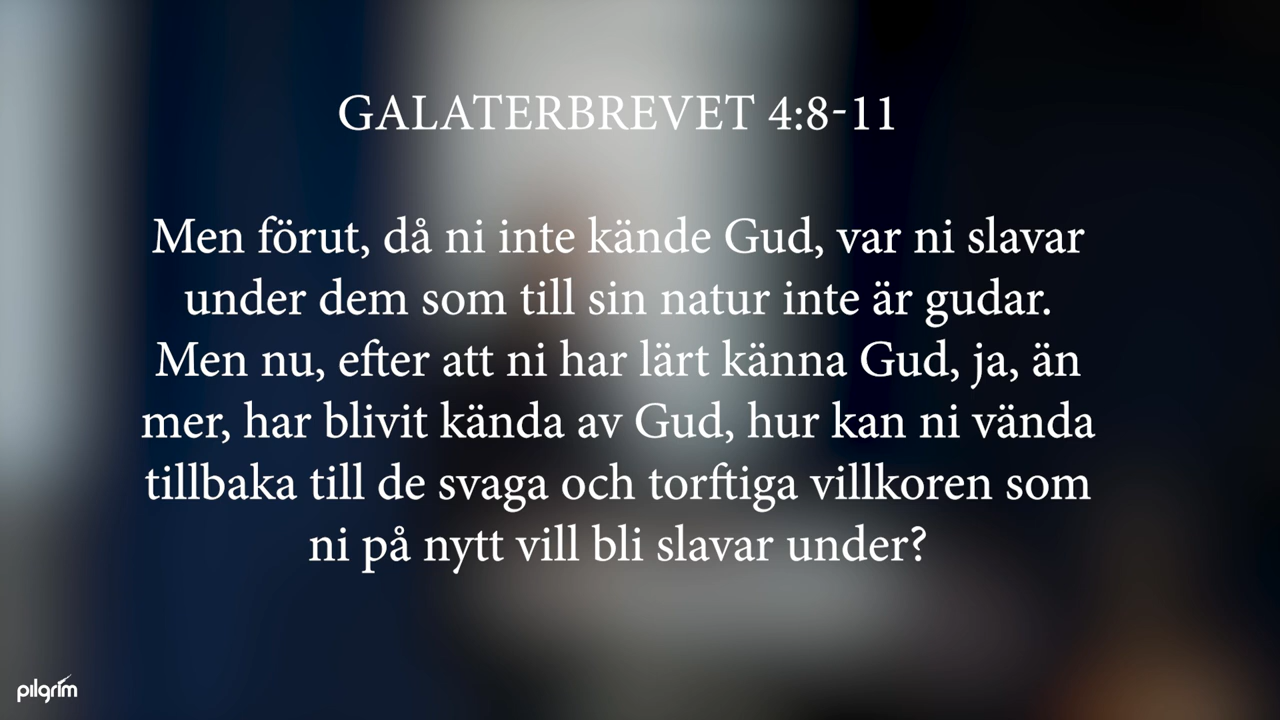 GALATERBREVET 4:8-11
Men förut, då ni inte kände Gud, var ni slavar
under dem som till sin natur inte är gudar.
Men nu, efter att ni har lärt känna Gud, ja, än
mer, har blivit kända av Gud, hur kan ni vända
tillbaka till de svaga och torftiga villkoren som
ni på nytt vill bli slavar under?
pilgrim